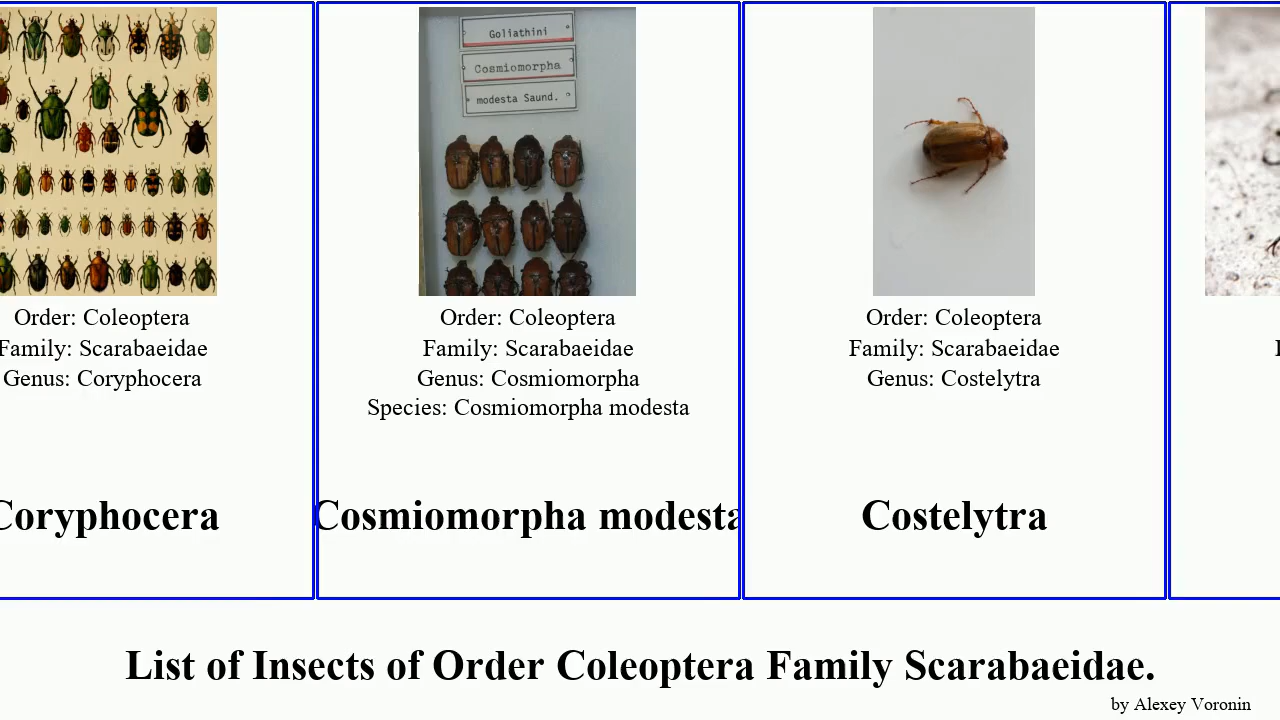 Goliathini
Cosmiomorpha
modesta Saund.
Order: Coleoptera
Family: Scarabaeidae
Genus: Coryphocera
Coryphocera
Order: Coleoptera
Family: Scarabaeidae
Genus: Cosmiomorpha
Species: Cosmiomorpha modesta
Cosmiomorpha modesta
Order: Coleoptera
Family: Scarabaeidae
Genus: Costelytra
Costelytra
List of Insects of Order Coleoptera Family Scarabaeidae.
by Alexey Voronin